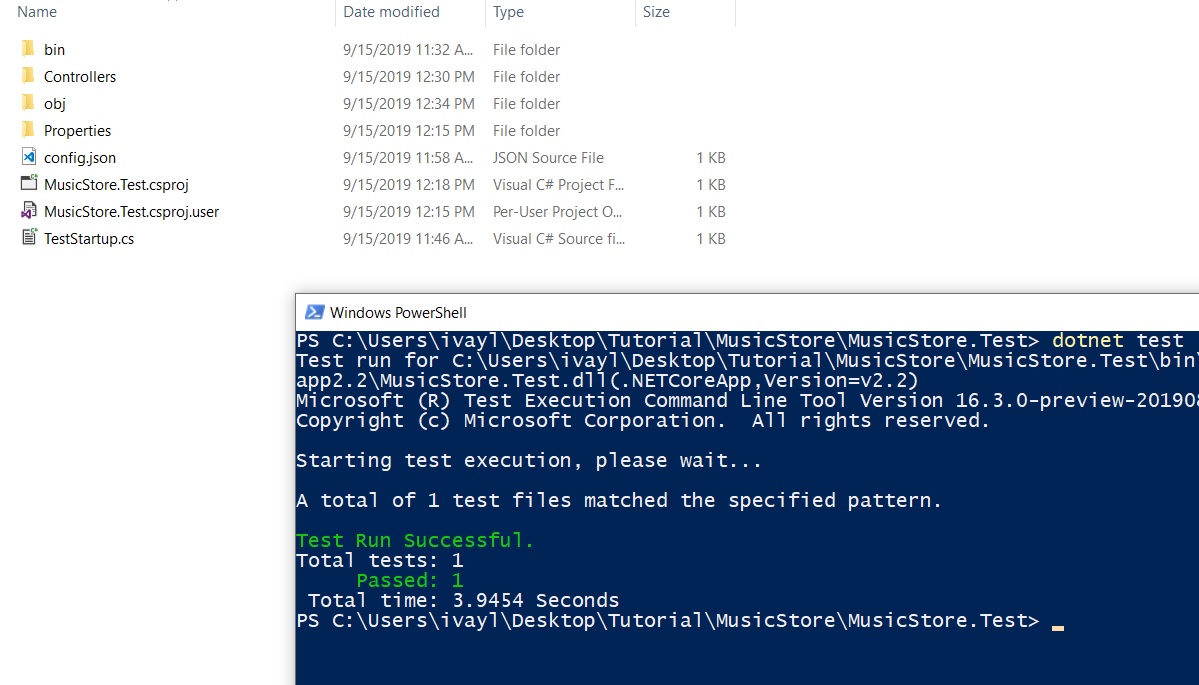 Name Date modified Type Size
bin 9/15/2019 11:32 A... File folder
Controllers 9/15/2019 12:30 PM File folder
obj 9/15/2019 12:34 PM File folder
Properties 9/15/2019 12:15 PM File folder
config.json 9/15/2019 11:58 A... JSON Source File 1 KB
MusicStore.Test.csproj 9/15/2019 12:18 PM Visual C# Project F... 1 KB
MusicStore.Test.csproj.user 9/15/2019 12:15 PM Per-User Project O... 1 KB
TestStartup.cs 9/15/2019 11:46 A... Visual C# Source fi... 1 KB
Windows PowerShell
PS C:\Users\ivayl\Desktop\Tutorial\MusicStore\MusicStore.Test> dotnet test
Test run for C:\Users\ivayl\Desktop\Tutorial\MusicStore\MusicStore.Test\bin\
app2.2\MusicStore.Test.dll(.NETCoreApp,Version=v2.2)
Microsoft (R) Test Execution Command Line Tool Version 16.3.0-preview-201908
Copyright (c) Microsoft Corporation.  All rights reserved.
Starting test execution, please wait...
A total of 1 test files matched the specified pattern.
Test Run Successful.
Total tests: 1
Passed: 1
Total time: 3.9454 Seconds
PS C:\Users\ivayl\Desktop\Tutorial\MusicStore\MusicStore.Test> _